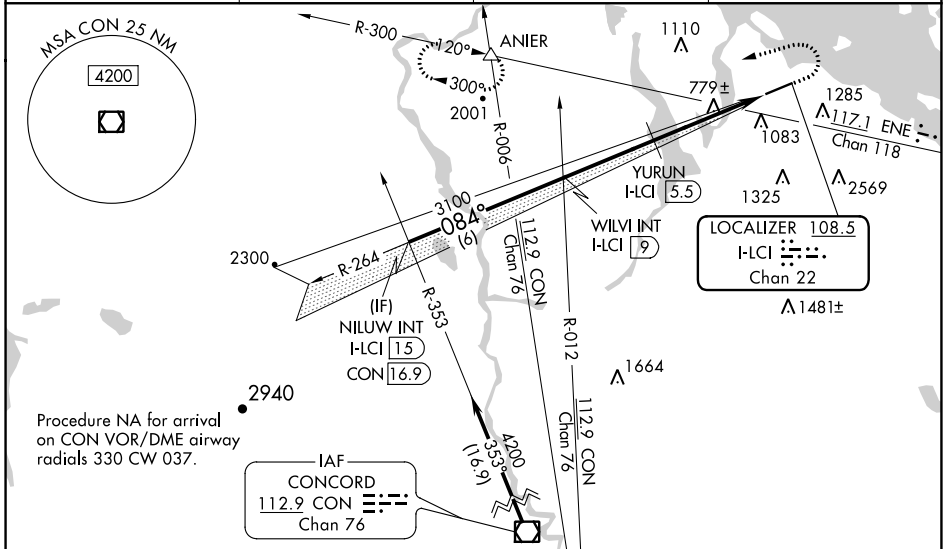 MSA CON 25 NM
4200
R-300
120°
300°
ANIER
2001
R-006
1110
779±
1285
1083
117.1 ENE
Chan 118
1325
2569
YURUN
I-LCI 5.5
WILVI INT
I-LCI 9
3100
084°
(6)
2300
R-264
(IF)
NILUW INT
I-LCI 15
CON 16.9
R-353
112.9 CON
Chan 76
R-012
112.9 CON
Chan 76
LOCALIZER 108.5
I-LCI
Chan 22
1481±
1664
2940
Procedure NA for arrival
on CON VOR/DME airway
radials 330 CW 037.
4200
353°
(16.9)
IAF
CONCORD
112.9 CON
Chan 76